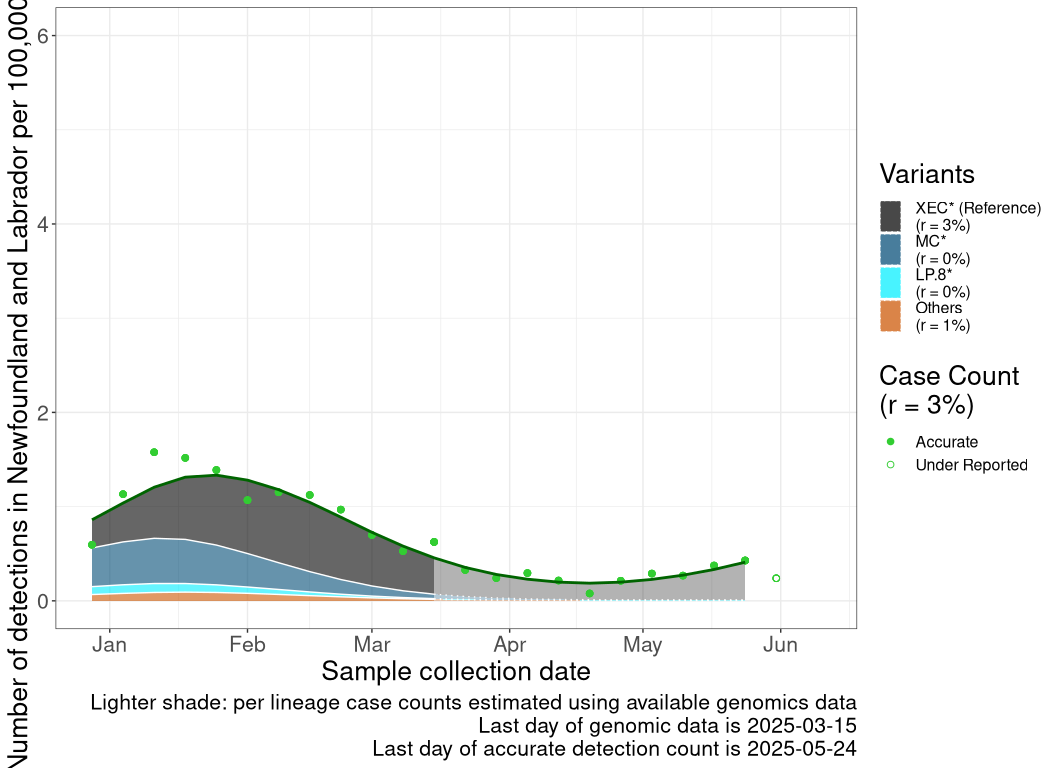 Number of detections in Newfoundland and Labrador per 100,000
6
4
2
0
Jan Feb Mar Apr May Jun
Sample collection date
Lighter shade: per lineage case counts estimated using available genomics data
Last day of genomic data is 2025-03-15
Last day of accurate detection count is 2025-05-24
Variants
XEC* (Reference)
(r = 3%)
MC*
(r = 0%)
LP.8*
(r = 0%)
Others
(r = 1%)
Case Count
(r = 3%)
Accurate
Under Reported